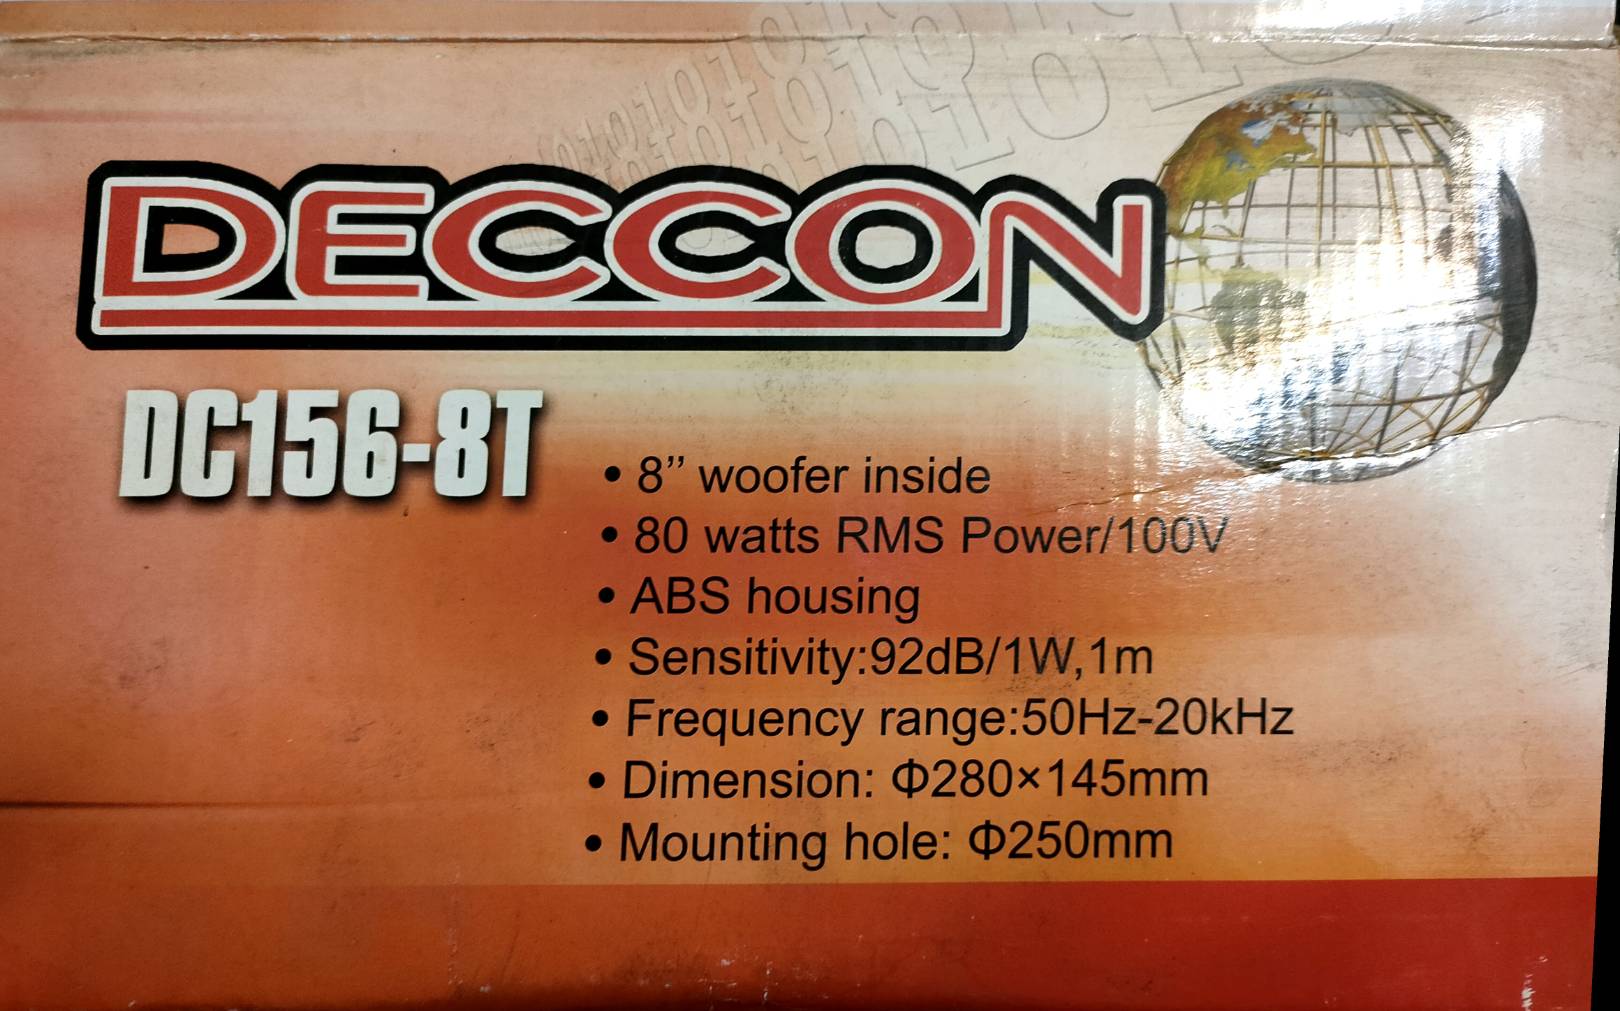 DECCON
DC156-8T
• 8’’ woofer inside
• 80 watts RMS Power/100V
• ABS housing
• Sensitivity:92dB/1W,1m
• Frequency range:50Hz-20kHz
• Dimension: Φ280×145mm
• Mounting hole: Φ250mm